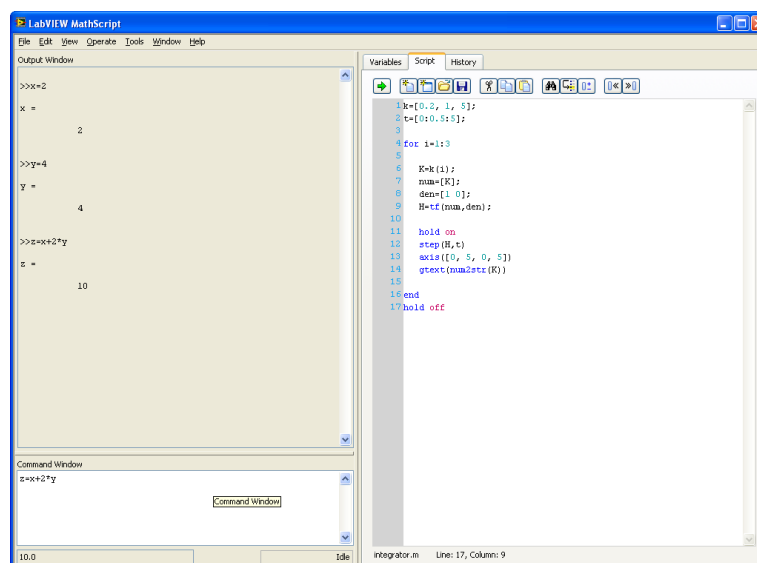 LabVIEW MathScript
File Edit View Operate Tools Window Help
Output Window
>>x=2
x =
2
>>y=4
y =
4
>>z=x+2*y
z =
10
Command Window
z=x+2*y
Command Window
10.0
Idle
Variables Script History
1 k=[0.2, 1, 5];
2 t=[0:0.5:5];
3
4 for i=1:3
5
6 K=k(i);
7 num=[K];
8 den=[1 0];
9 H=tf(num,den);
10
11 hold on
12 step(H,t)
13 axis([0, 5, 0, 5])
14 gtext(num2str(K))
15
16 end
17 hold off
integrator.m Line: 17, Column: 9